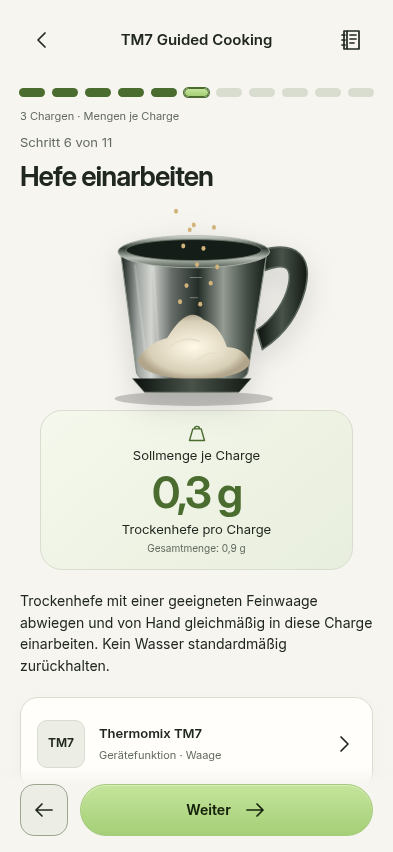 TM7 Guided Cooking
3 Chargen · Mengen je Charge
Schritt 6 von 11
Hefe einarbeiten
Sollmenge je Charge
0,3 g
Trockenhefe pro Charge
Gesamtmenge: 0,9 g
Trockenhefe mit einer geeigneten Feinwaage
abwiegen und von Hand gleichmäßig in diese Charge
einarbeiten. Kein Wasser standardmäßig
zurückhalten.
TM7
Thermomix TM7
Gerätefunktion · Waage
Weiter